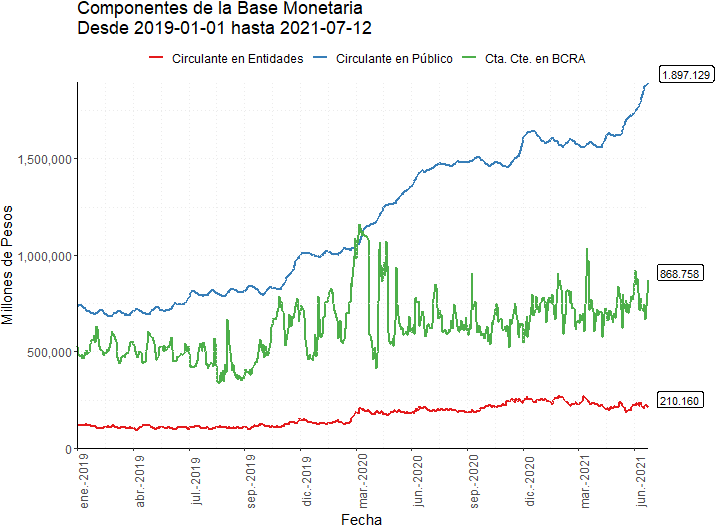 Componentes de la Base Monetaria
Desde 2019-01-01 hasta 2021-07-12
Circulante en Entidades Circulante en Público Cta. Cte. en BCRA
1.897.129
1,500,000
1,000,000
868.758
500,000
210.160
0
Millones de Pesos
ene.-2019 abr.-2019 jul.-2019 sep.-2019 dic.-2019 mar.-2020 jun.-2020 sep.-2020 dic.-2020 mar.-2021 jun.-2021
Fecha